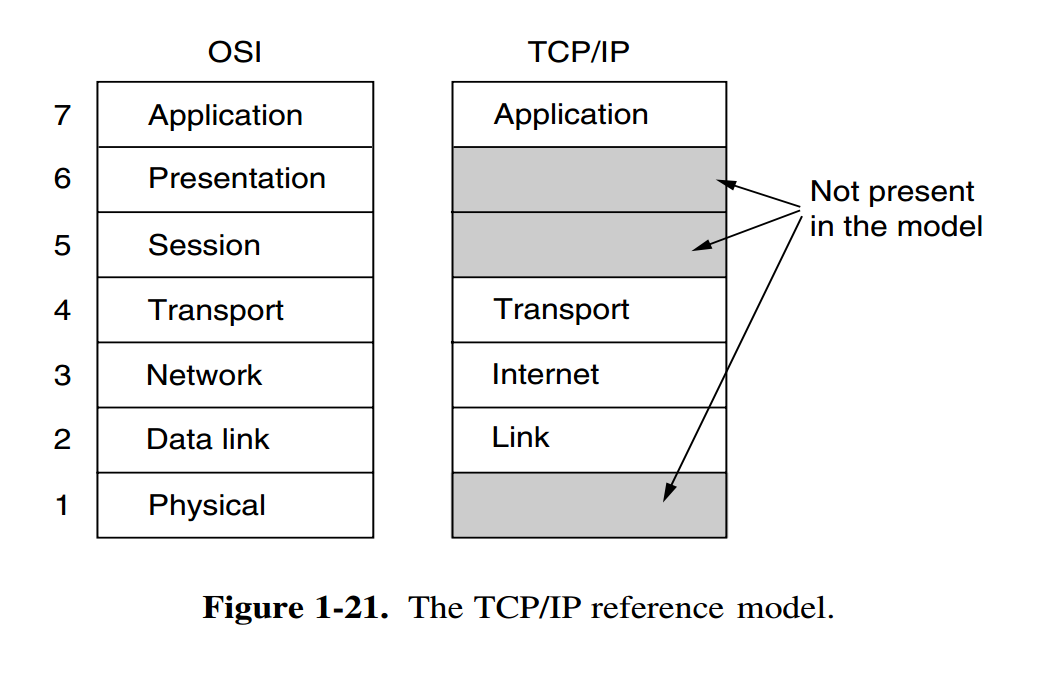 OSI TCP/IP
7 Application Application
6 Presentation
5 Session
Not present
in the model
4 Transport Transport
3 Network Internet
2 Data link Link
1 Physical
Figure 1-21. The TCP/IP reference model.